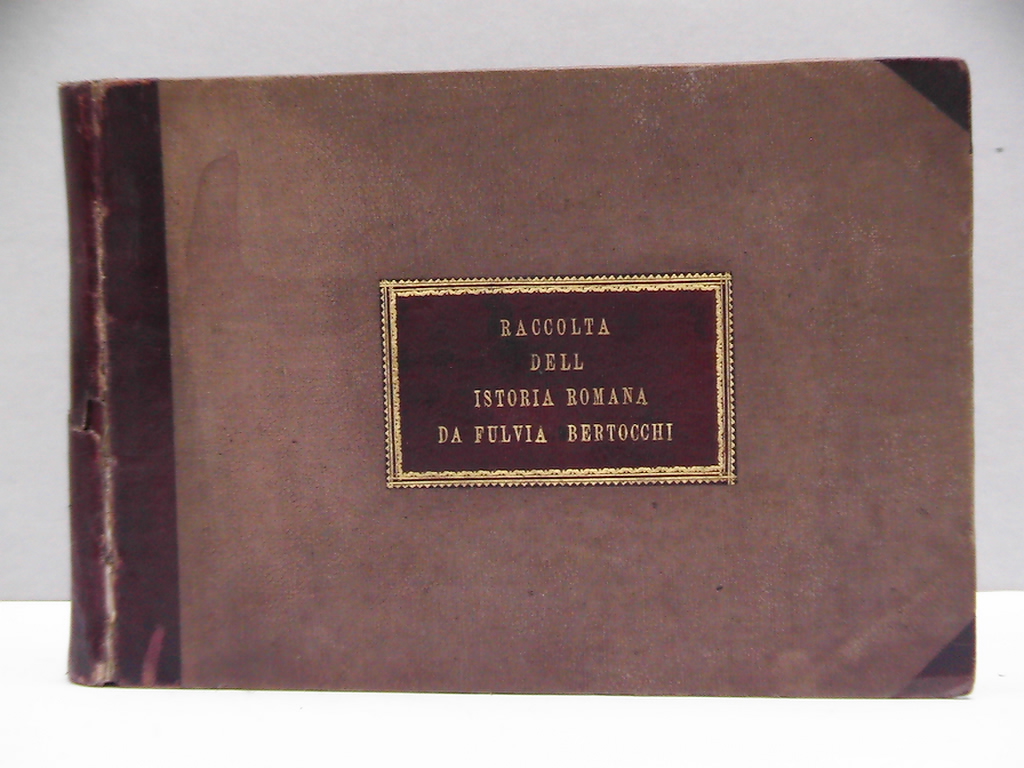 RACCOLTA
DELL
ISTORIA ROMANA
DA FULVIA BERTOCCHI